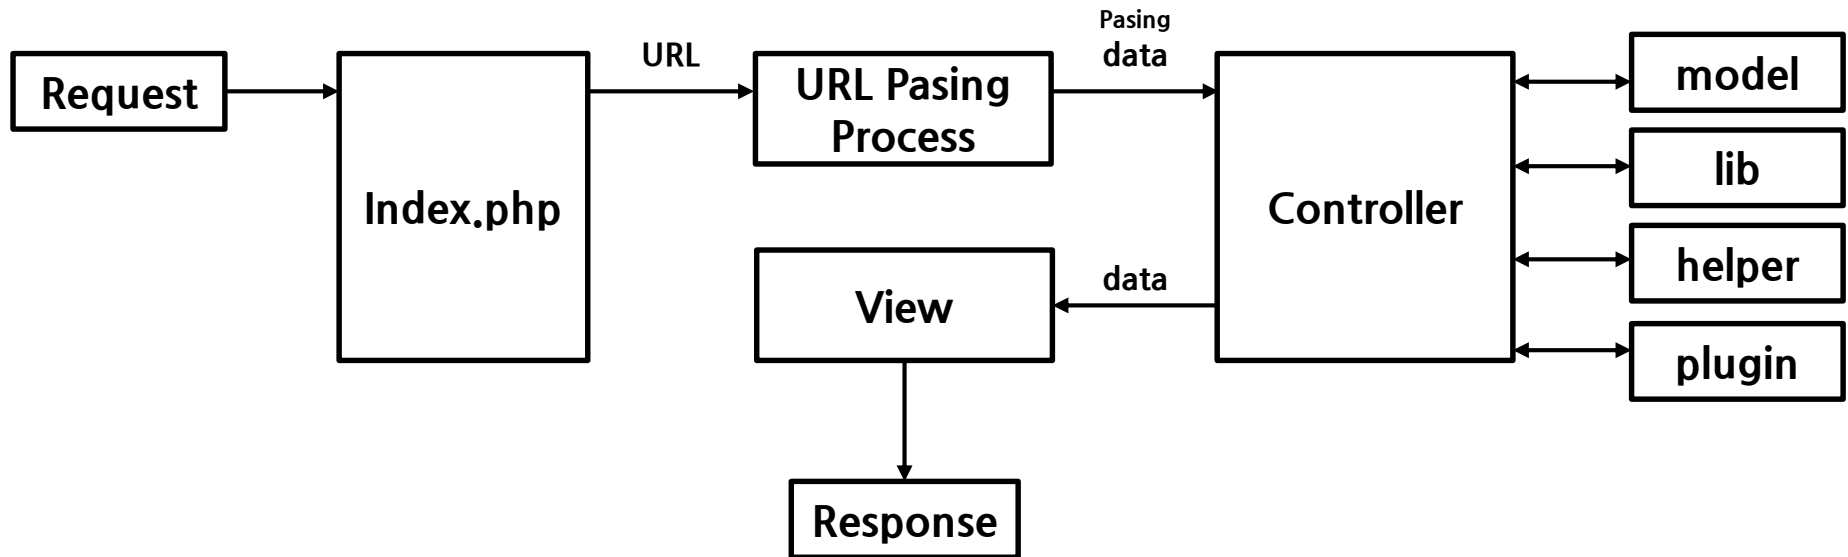 Request
Index.php
URL
URL Pasing
Process
Pasing
data
Controller
model
lib
helper
plugin
data
View
Response